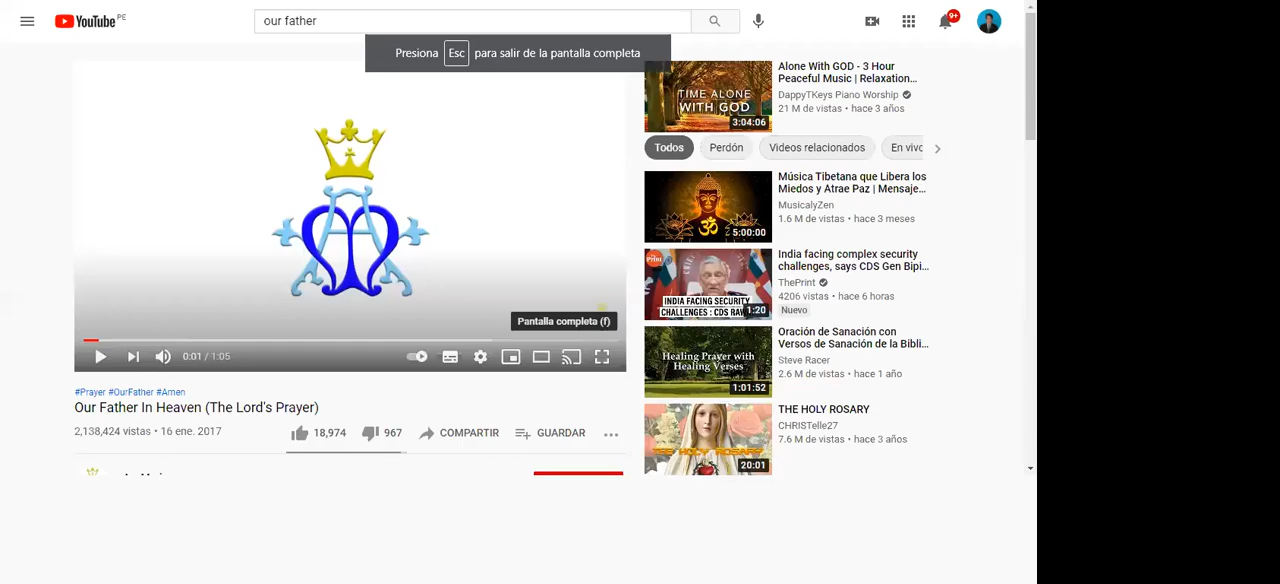 YouTube PE
our father
9+
Presiona Esc para salir de la pantalla completa
Pantalla completa (f)
0:01 / 1:05
#Prayer #OurFather #Amen
Our Father In Heaven (The Lord's Prayer)
2,138,424 vistas • 16 ene. 2017
18,974
967
COMPARTIR
GUARDAR
TIME ALONE
WITH GOD
3:04:06
Alone With GOD - 3 Hour
Peaceful Music | Relaxation...
DappyTKeys Piano Worship
21 M de vistas • hace 3 años
Todos
Perdón
Videos relacionados
En vivo
5:00:00
Música Tibetana que Libera los
Miedos y Atrae Paz | Mensaje...
MusicalyZen
1.6 M de vistas • hace 3 meses
ThePrint
INDIA FACING SECURITY
CHALLENGES : CDS RAW
1:20
India facing complex security
challenges, says CDS Gen Bipi...
ThePrint
4206 vistas • hace 6 horas
Nuevo
Healing Prayer with
Healing Verses
1:01:52
Oración de Sanación con
Versos de Sanación de la Bibli...
Steve Racer
2.6 M de vistas • hace 1 año
20:01
THE HOLY ROSARY
CHRISTelle27
7.6 M de vistas • hace 3 años